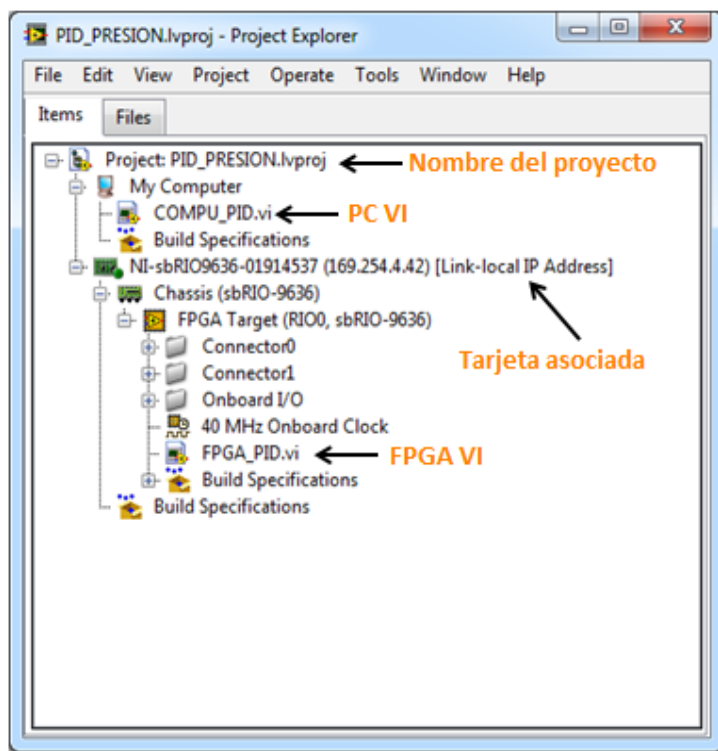 PID_PRESION.lvproj - Project Explorer
File Edit View Project Operate Tools Window Help
Items Files
Project: PID_PRESION.lvproj Nombre del proyecto
My Computer
COMPU_PID.vi PC VI
Build Specifications
NI-sbRIO9636-01914537 (169.254.4.42) [Link-local IP Address]
Chassis (sbRIO-9636)
FPGA Target (RIO0, sbRIO-9636)
Connector0
Connector1 Tarjeta asociada
Onboard I/O
40 MHz Onboard Clock
FPGA_PID.vi FPGA VI
Build Specifications
Build Specifications